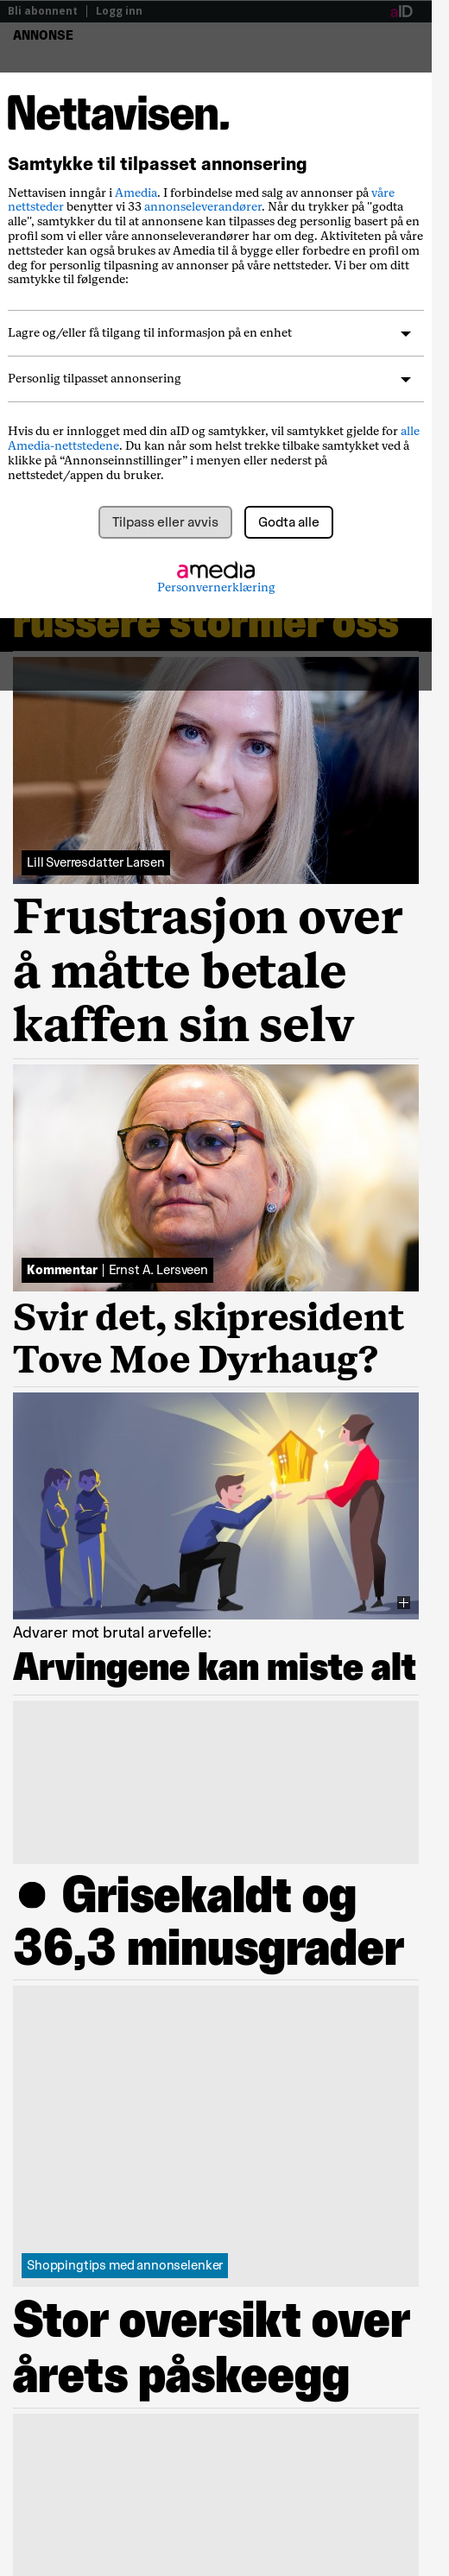 Bli abonnent | Logg inn
aID
ANNONSE
Nettavisen.
Samtykke til tilpasset annonsering
Nettavisen inngår i Amedia. I forbindelse med salg av annonser på våre
nettsteder benytter vi 33 annonseleverandører. Når du trykker på "godta
alle", samtykker du til at annonsene kan tilpasses deg personlig basert på en
profil som vi eller våre annonseleverandører har om deg. Aktiviteten på våre
nettsteder kan også brukes av Amedia til å bygge eller forbedre en profil om
deg for personlig tilpasning av annonser på våre nettsteder. Vi ber om ditt
samtykke til følgende:
Lagre og/eller få tilgang til informasjon på en enhet
Personlig tilpasset annonsering
Hvis du er innlogget med din aID og samtykker, vil samtykket gjelde for alle
Amedia-nettstedene. Du kan når som helst trekke tilbake samtykket ved å
klikke på “Annonseinnstillinger” i menyen eller nederst på
nettstedet/appen du bruker.
Tilpass eller avvis
Godta alle
amedia
Personvernerklæring
russere stormer oss
Lill Sverresdatter Larsen
Frustrasjon over
å måtte betale
kaffen sin selv
Kommentar | Ernst A. Lersveen
Svir det, skipresident
Tove Moe Dyrhaug?
Advarer mot brutal arvefelle:
Arvingene kan miste alt
● Grisekaldt og
36,3 minusgrader
Shoppingtips med annonselenker
Stor oversikt over
årets påskeegg